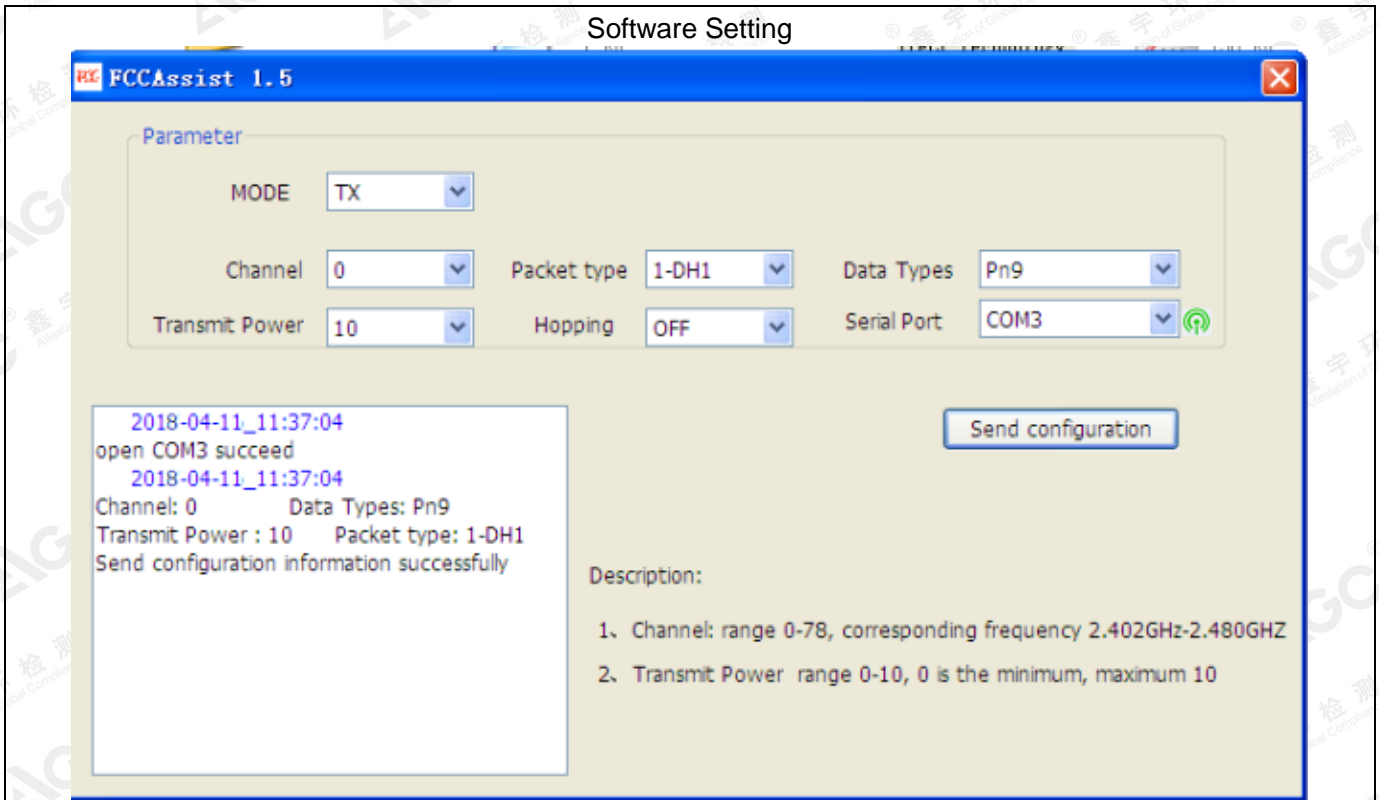 Software Setting
FCCAssist 1.5
Parameter
MODE TX
Channel 0 Packet type 1-DH1 Data Types Pn9
Transmit Power 10 Hopping OFF Serial Port COM3
2018-04-11_11:37:04
open COM3 succeed
2018-04-11_11:37:04
Channel: 0 Data Types: Pn9
Transmit Power : 10 Packet type: 1-DH1
Send configuration information successfully
Send configuration
Description:
1、Channel: range 0-78, corresponding frequency 2.402GHz-2.480GHZ
2、Transmit Power range 0-10, 0 is the minimum, maximum 10